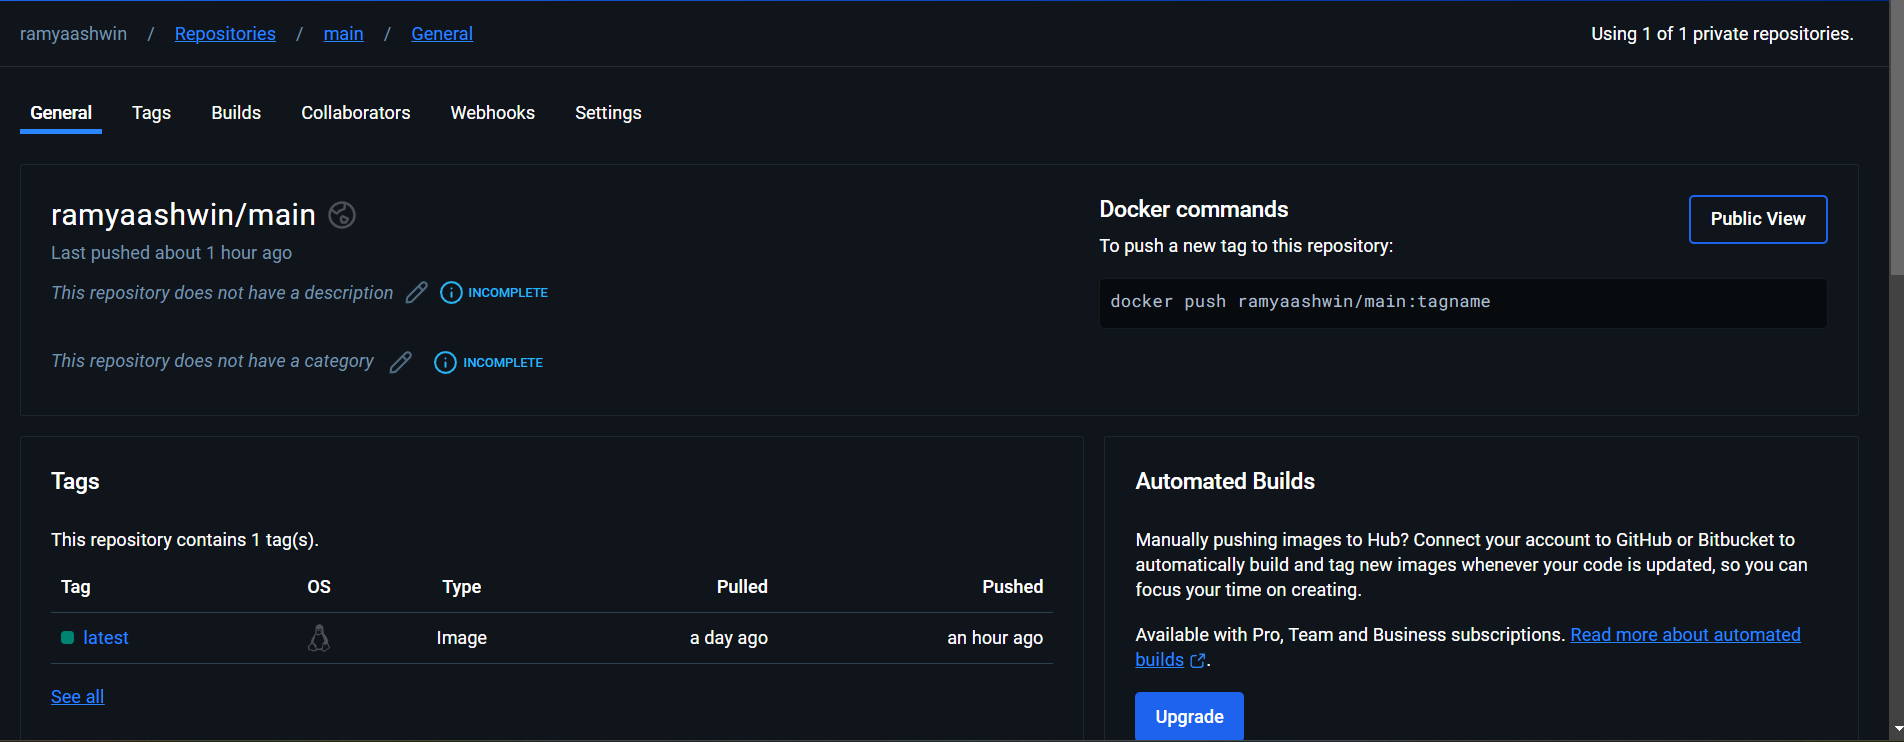 ramyaashwin / Repositories / main / General
Using 1 of 1 private repositories.
General Tags Builds Collaborators Webhooks Settings
ramyaashwin/main
Last pushed about 1 hour ago
This repository does not have a description INCOMPLETE
This repository does not have a category INCOMPLETE
Docker commands
To push a new tag to this repository:
Public View
docker push ramyaashwin/main:tagname
Tags
This repository contains 1 tag(s).
Tag OS Type Pulled Pushed
latest Image a day ago an hour ago
See all
Automated Builds
Manually pushing images to Hub? Connect your account to GitHub or Bitbucket to
automatically build and tag new images whenever your code is updated, so you can
focus your time on creating.
Available with Pro, Team and Business subscriptions. Read more about automated
builds .
Upgrade